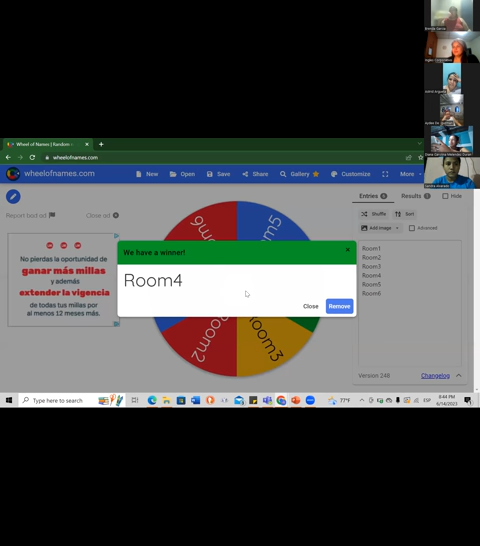 Wheel of Names | Random
wheelofnames.com
wheelofnames.com
New
Open
Save
Share
Gallery
Customize
More
Report last ad
Close ad
No pierdas la oportunidad de
ganar más millas
y además
extender la vigencia
de todas tus millas por
al menos 12 meses más.
Room5
Room3
Room2
We have a winner!
×
Room4
Close
Remove
Entries 6
Results
Hide
Shuffle
Sort
Add image
Advanced
Room1
Room2
Room3
Room4
Room5
Room6
Version 248
Changelog
Type here to search
77°F
ESP
8:44 PM
6/14/2023